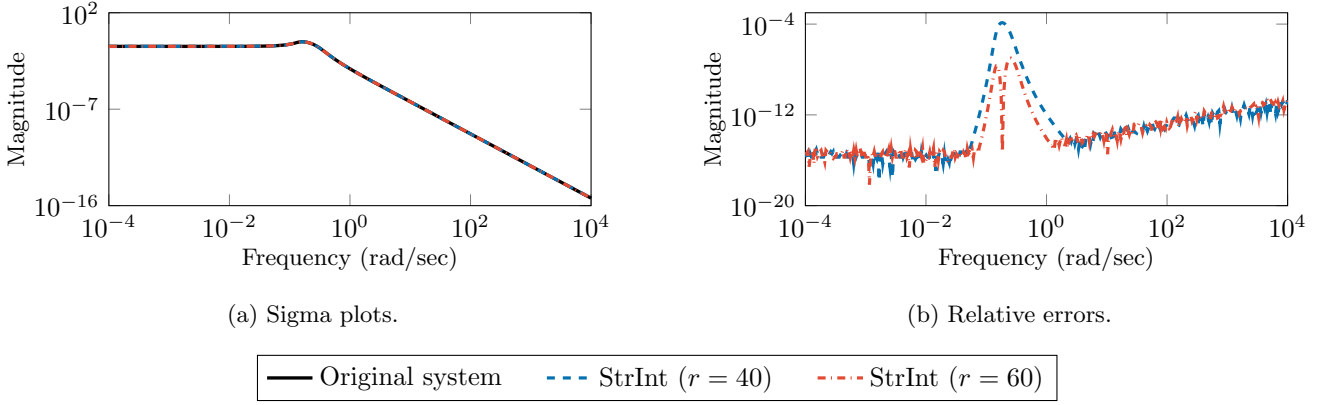 10^2
10^{-7}
10^{-16}
Magnitude
10^{-4} 10^{-2} 10^0 10^2 10^4
Frequency (rad/sec)
(a) Sigma plots.
10^{-4}
10^{-12}
10^{-20}
Magnitude
10^{-4} 10^{-2} 10^0 10^2 10^4
Frequency (rad/sec)
(b) Relative errors.
Original system StrInt (r = 40) StrInt (r = 60)